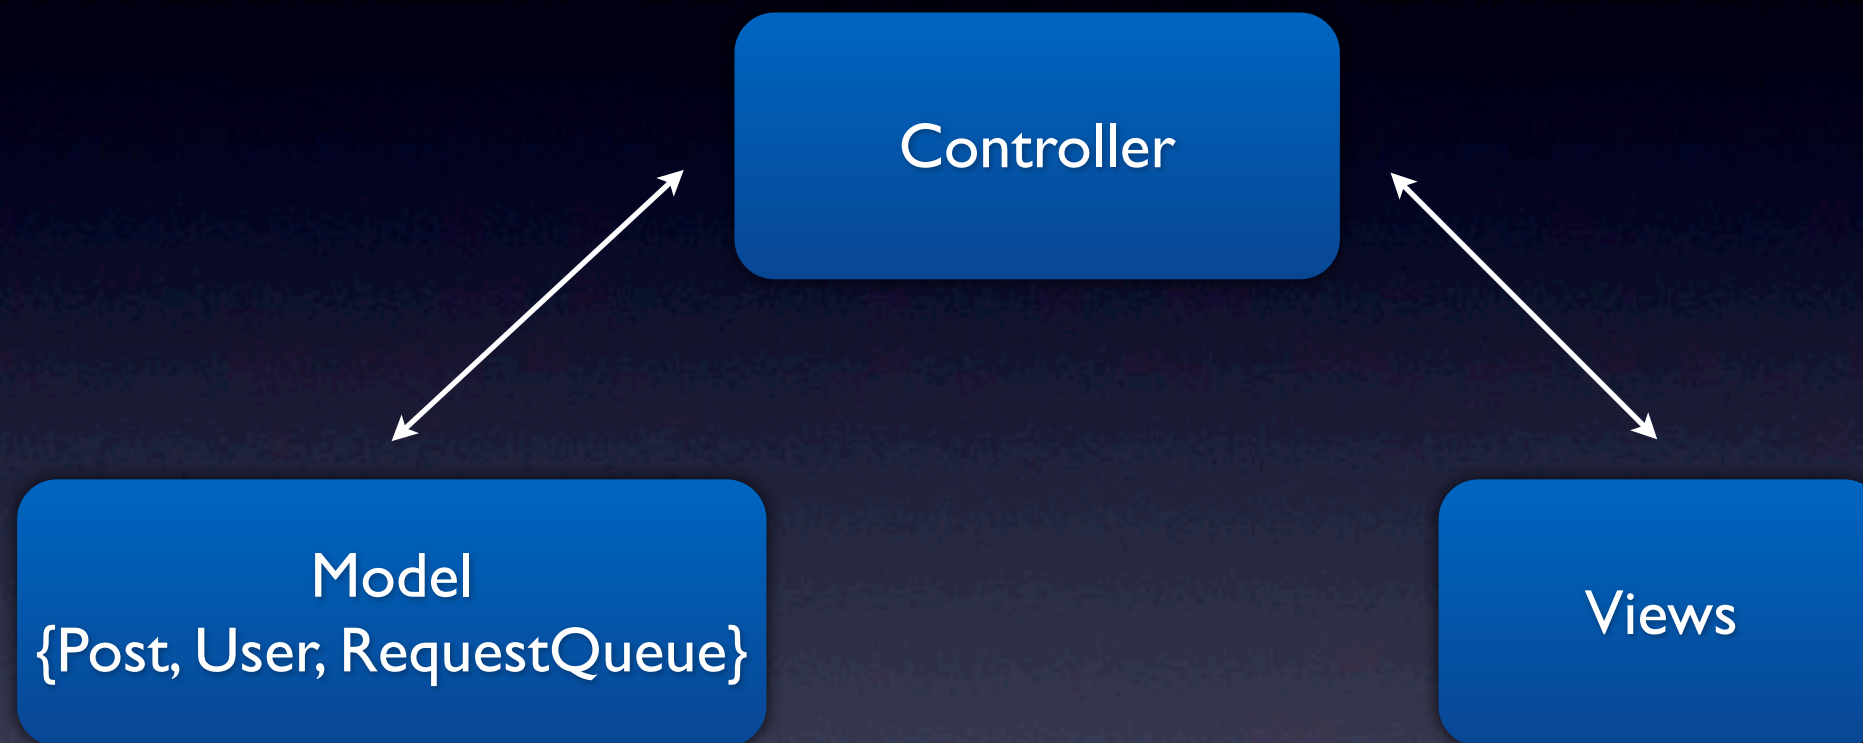 Controller
Model
{Post, User, RequestQueue}
Views